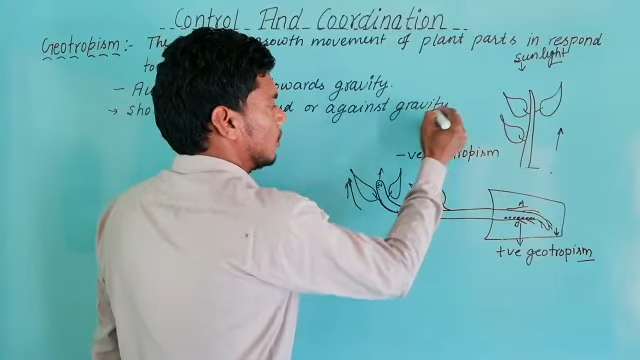 Control And Coordination
Geotropism :- The growth movement of plant parts in respond
to
sunlight
- Au towards gravity.
→ Sho d or against gravity
-ve tropism
+ve geotropism